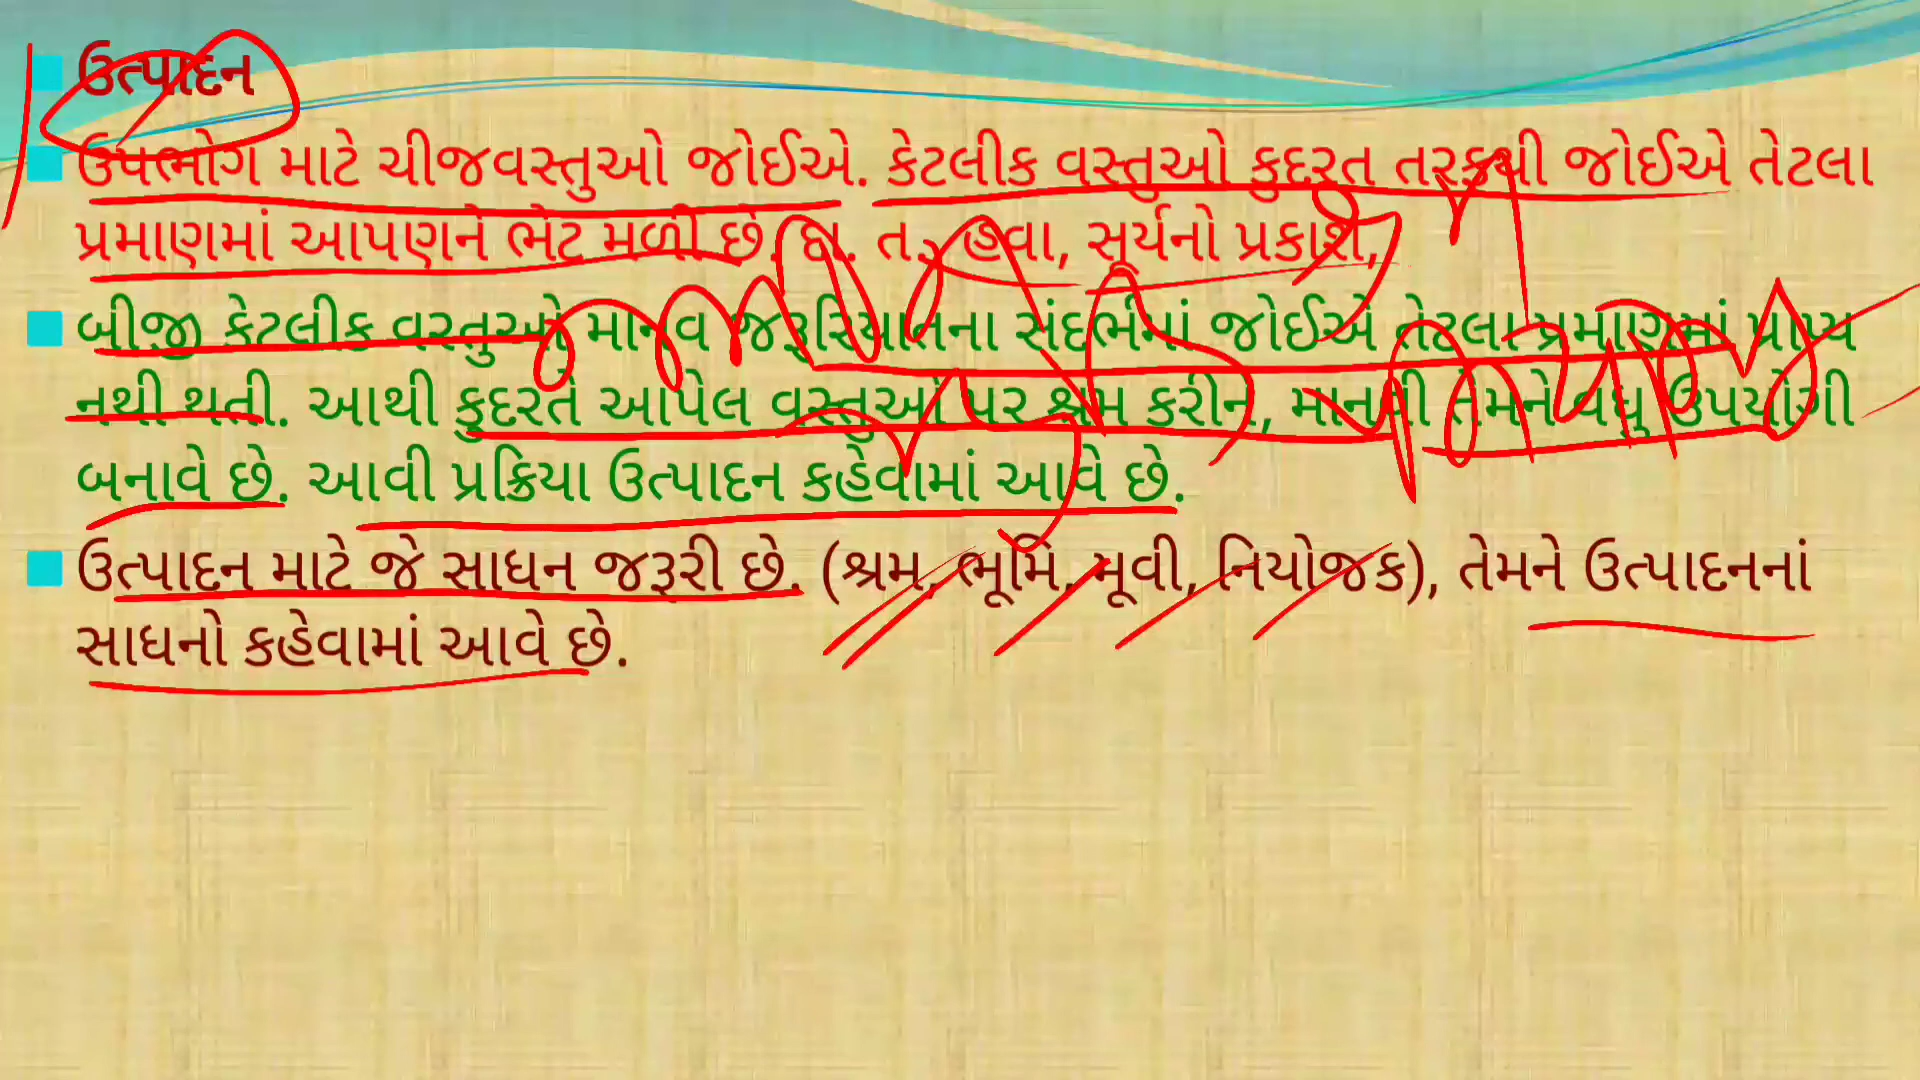 ઉત્પાદન
ઉપભોગ માટે ચીજવસ્તુઓ જોઈએ. કેટલીક વસ્તુઓ કુદરત તરફથી જોઈએ તેટલા
પ્રમાણમાં આપણને ભેટ મળી છે. દા. ત., હવા, સૂર્યનો પ્રકાશ,
બીજી કેટલીક વસ્તુઓ માનવ જરૂરિયાતના સંદર્ભમાં જોઈએ તેટલા પ્રમાણમાં પ્રાપ્ય
નથી થતી. આથી કુદરતે આપેલ વસ્તુઓ પર શ્રમ કરીને, માનવી તેમને વધુ ઉપયોગી
બનાવે છે. આવી પ્રક્રિયા ઉત્પાદન કહેવામાં આવે છે.
ઉત્પાદન માટે જે સાધન જરૂરી છે. (શ્રમ, ભૂમિ, મૂવી, નિયોજક), તેમને ઉત્પાદનનાં
સાધનો કહેવામાં આવે છે.